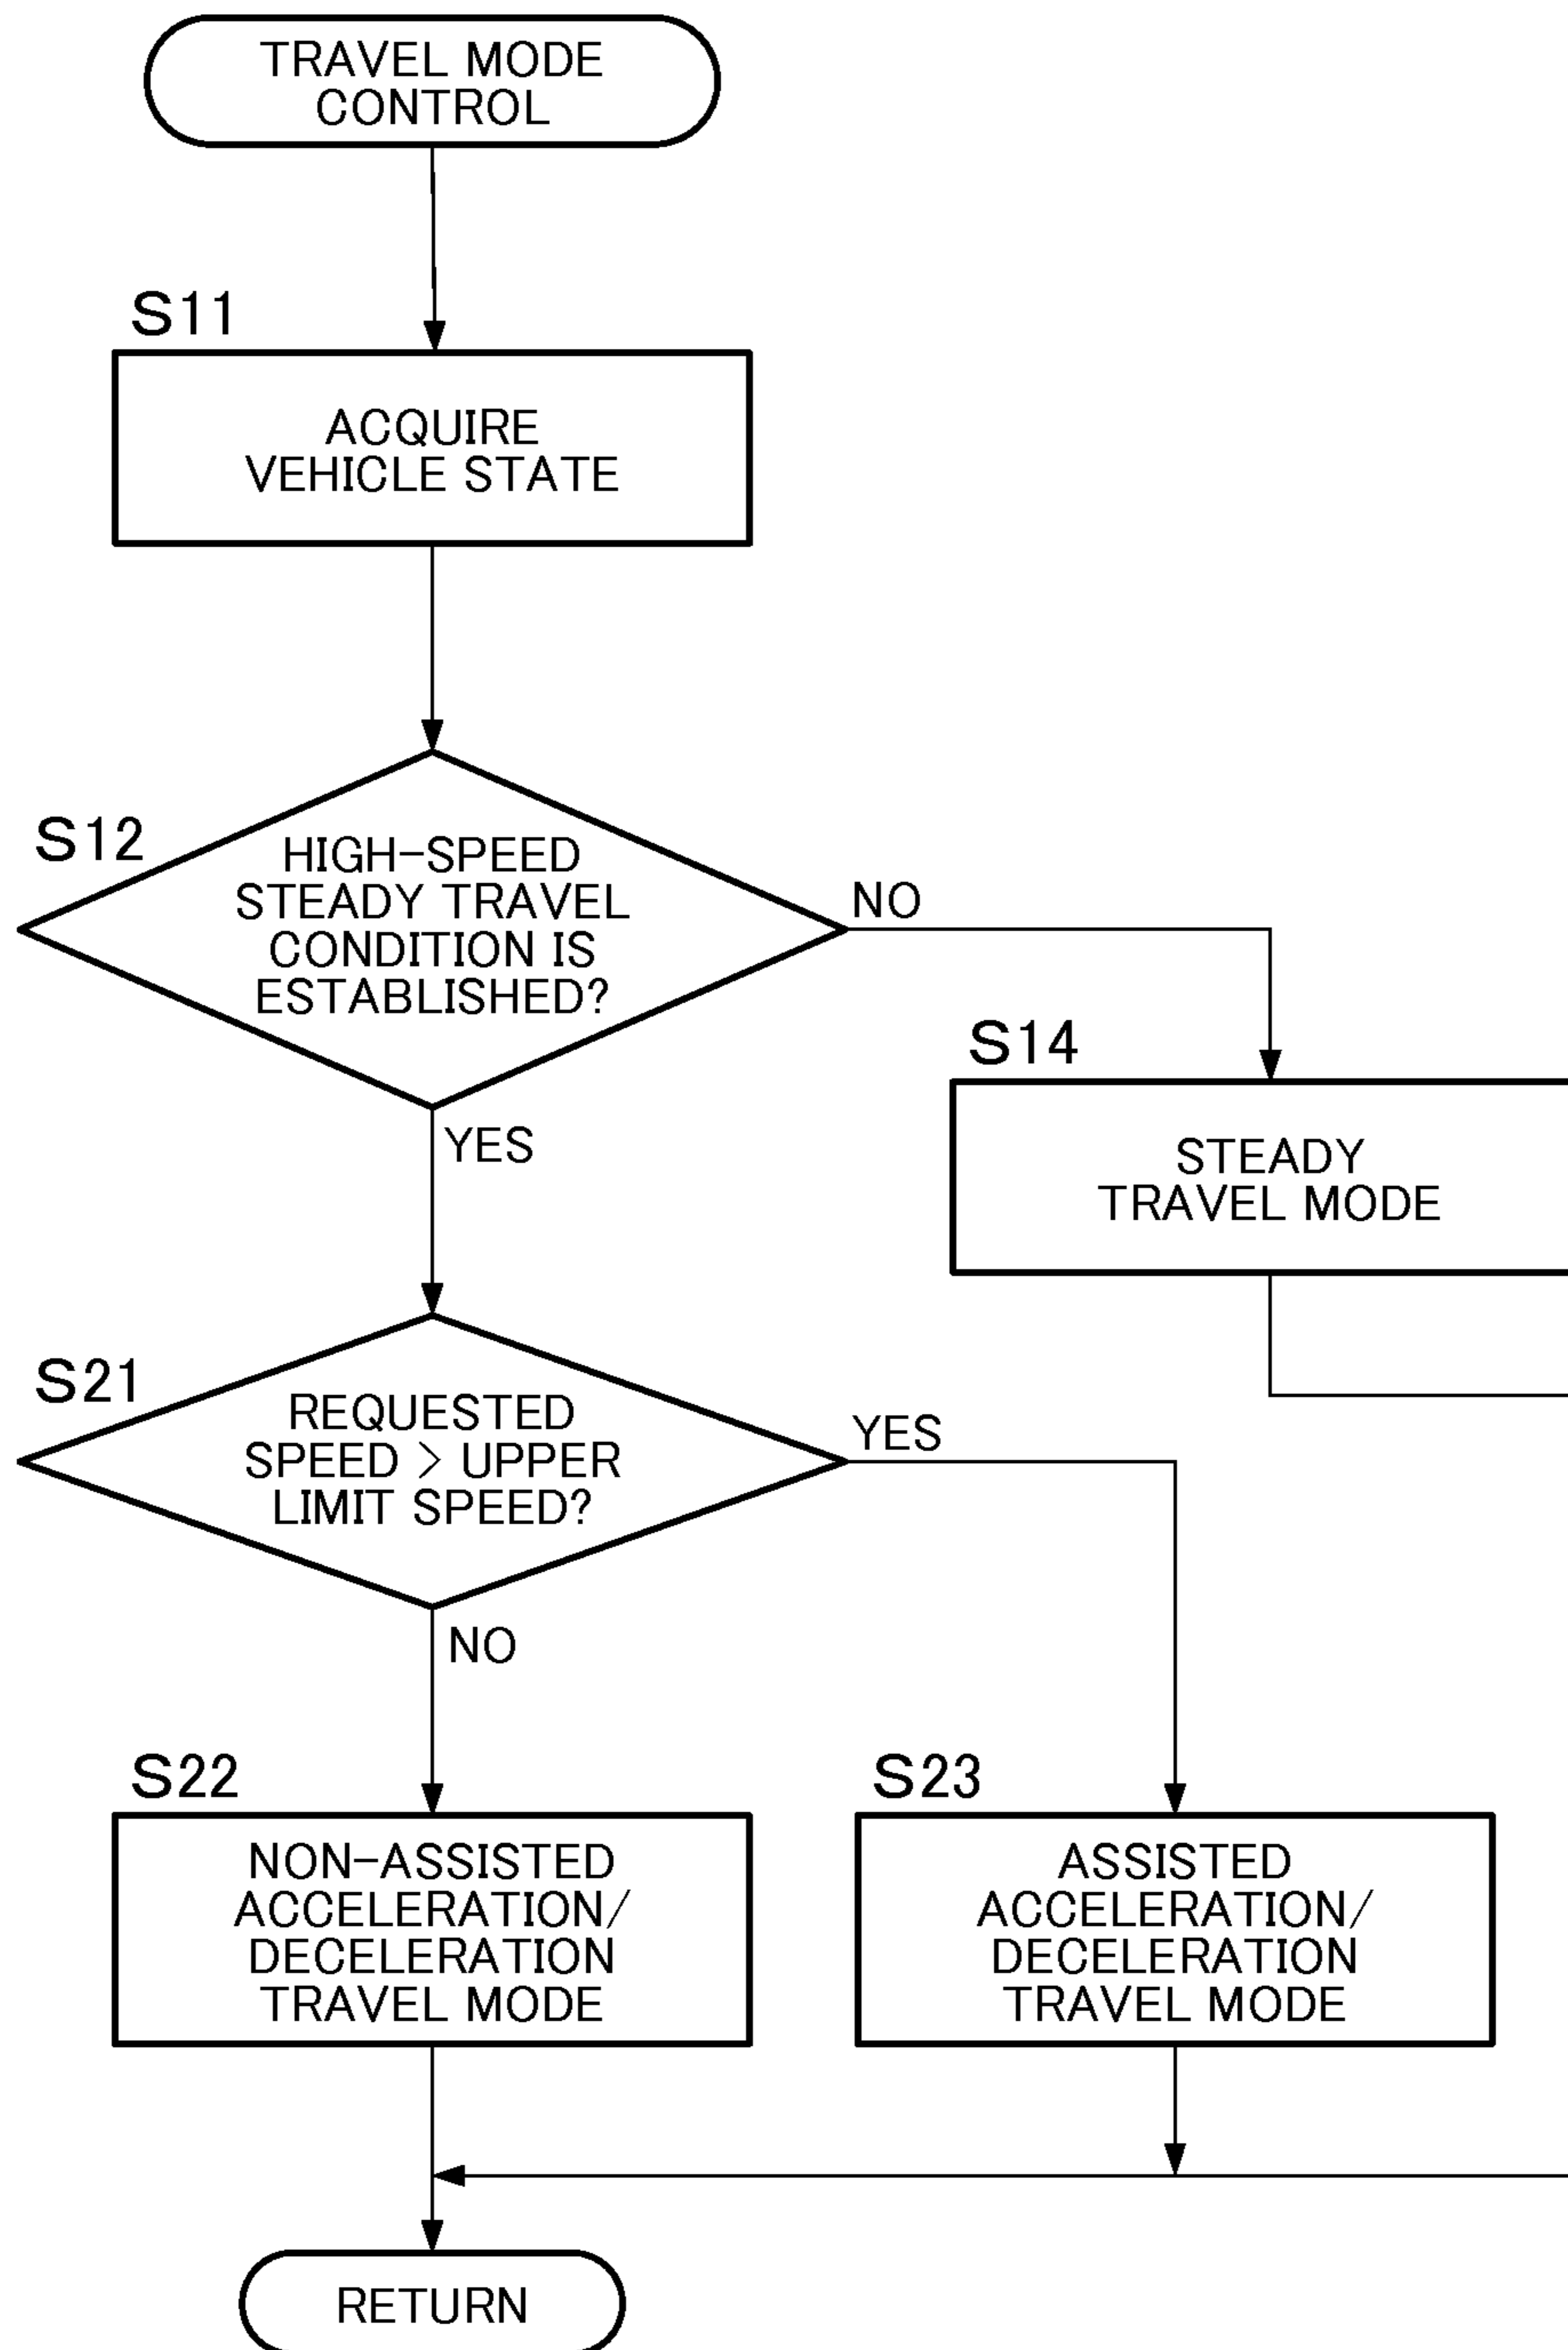 TRAVEL MODE
CONTROL
S11
ACQUIRE
VEHICLE STATE
S12
HIGH-SPEED
STEADY TRAVEL
CONDITION IS
ESTABLISHED?
NO
YES
S14
STEADY
TRAVEL MODE
S21
REQUESTED
SPEED > UPPER
LIMIT SPEED?
YES
NO
S22
NON-ASSISTED
ACCELERATION/
DECELERATION
TRAVEL MODE
S23
ASSISTED
ACCELERATION/
DECELERATION
TRAVEL MODE
RETURN